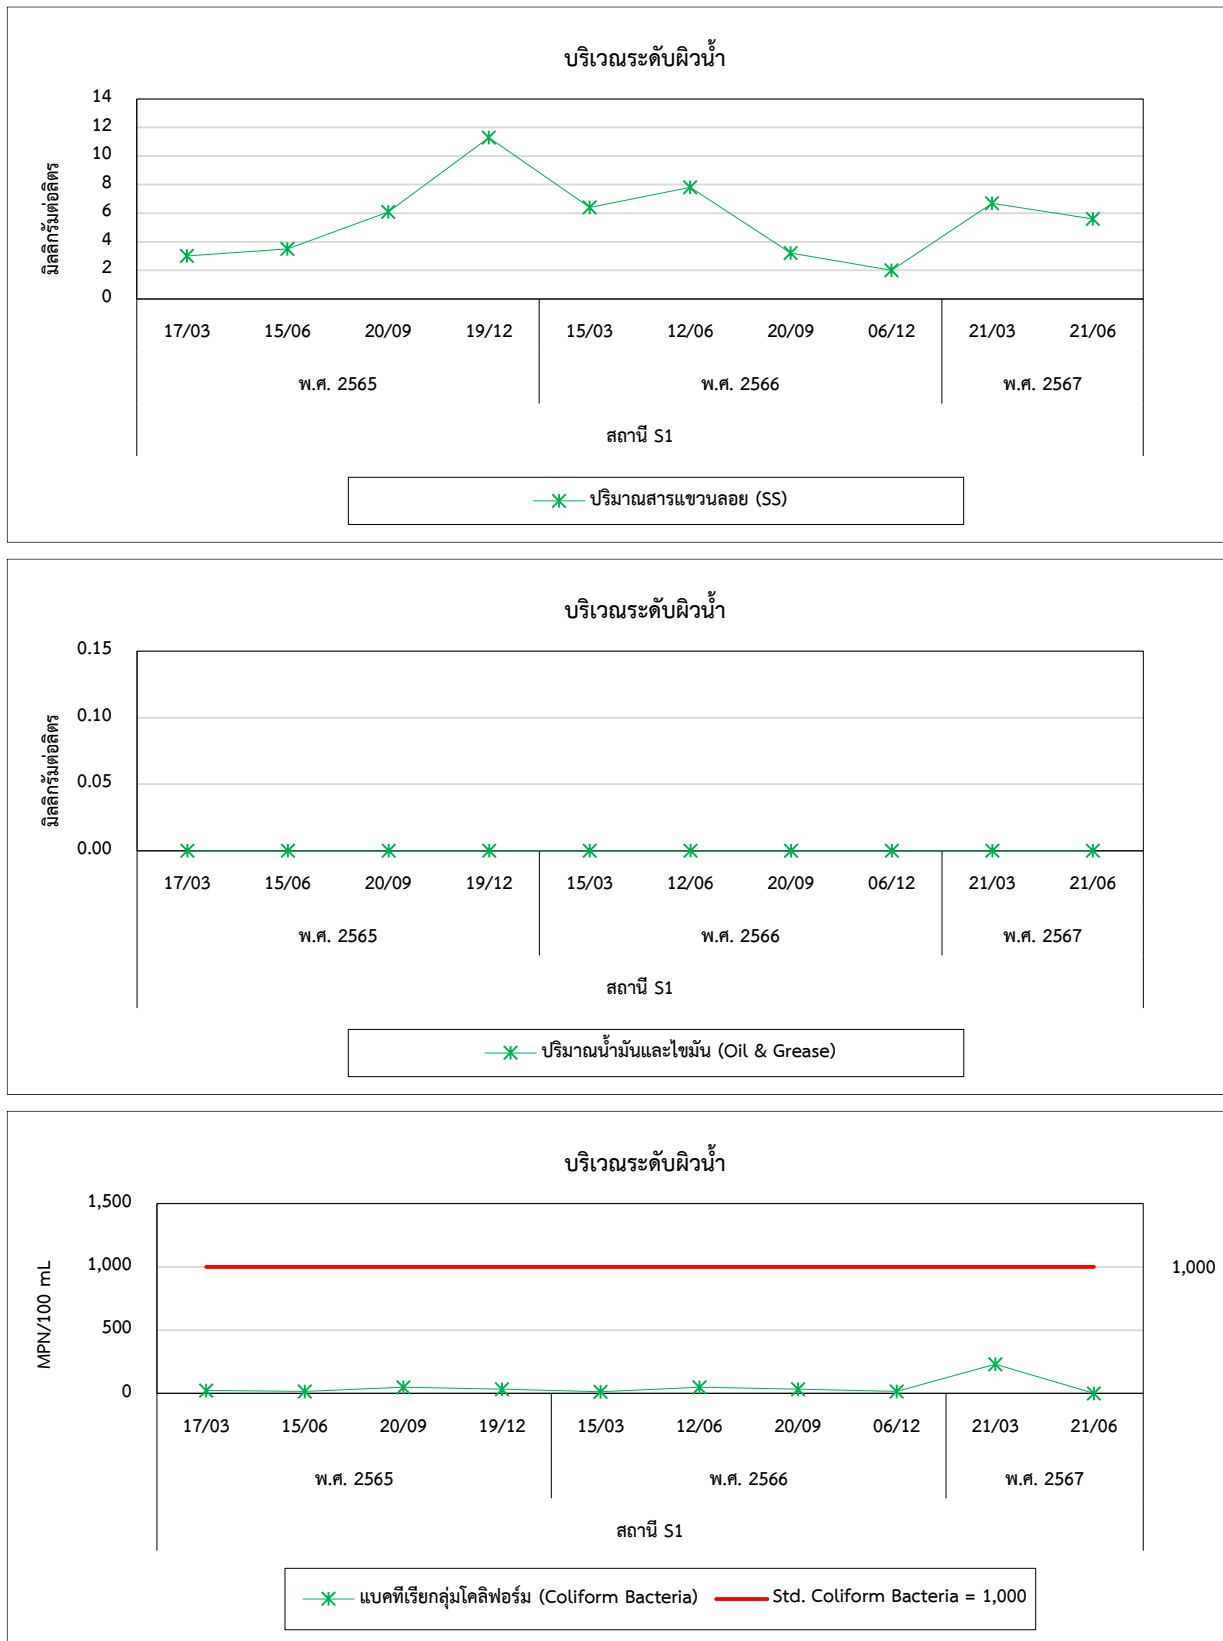 บริเวณระดับผิวน้ำ
14
12
10
8
6
4
2
0
มิลลิกรัมต่อลิตร
17/03 15/06 20/09 19/12 15/03 12/06 20/09 06/12 21/03 21/06
พ.ศ. 2565 พ.ศ. 2566 พ.ศ. 2567
สถานี S1
ปริมาณสารแขวนลอย (SS)
บริเวณระดับผิวน้ำ
0.15
0.10
0.05
0.00
มิลลิกรัมต่อลิตร
17/03 15/06 20/09 19/12 15/03 12/06 20/09 06/12 21/03 21/06
พ.ศ. 2565 พ.ศ. 2566 พ.ศ. 2567
สถานี S1
ปริมาณน้ำมันและไขมัน (Oil & Grease)
บริเวณระดับผิวน้ำ
1,500
1,000 1,000
500
0
MPN/100 mL
17/03 15/06 20/09 19/12 15/03 12/06 20/09 06/12 21/03 21/06
พ.ศ. 2565 พ.ศ. 2566 พ.ศ. 2567
สถานี S1
แบคทีเรียกลุ่มโคลิฟอร์ม (Coliform Bacteria) Std. Coliform Bacteria = 1,000